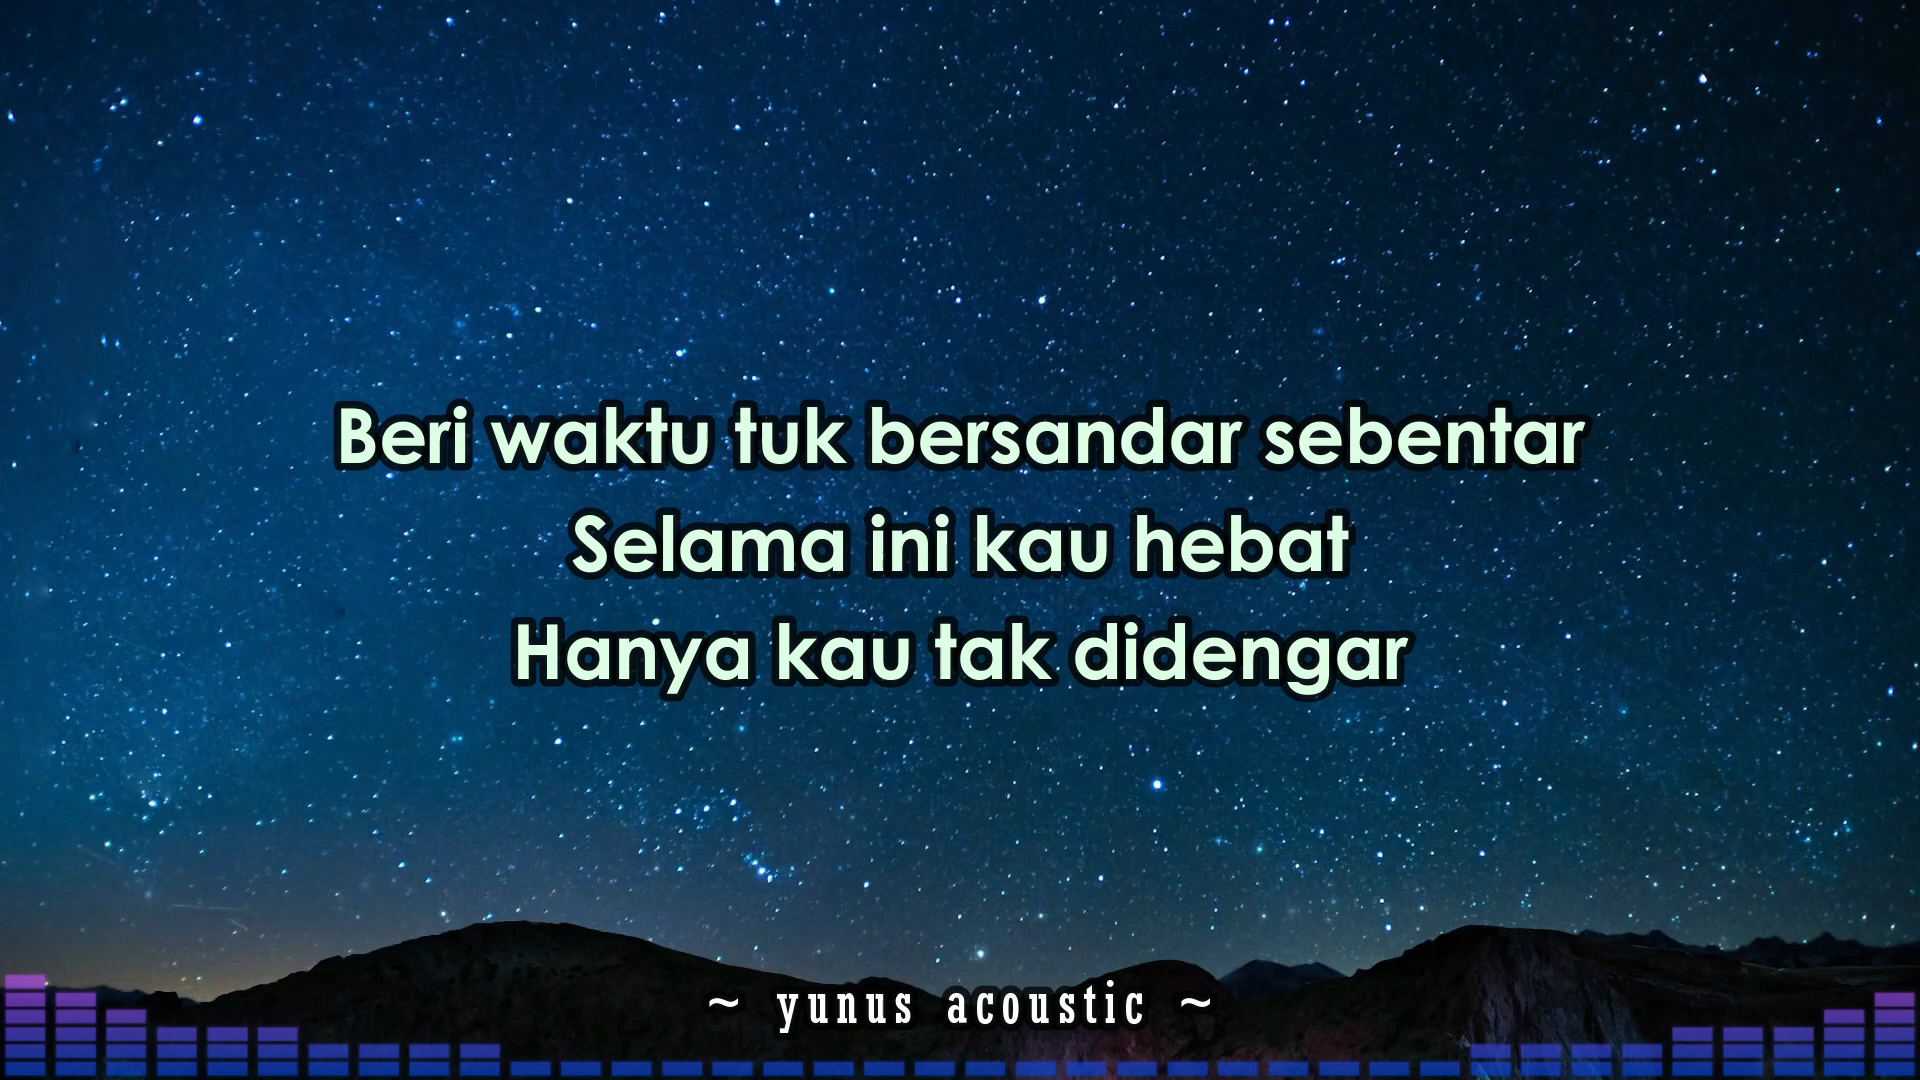 Beri waktu tuk bersandar sebentar
Selama ini kau hebat
Hanya kau tak didengar
~ yunus acoustic ~